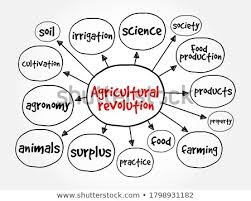 soil
irrigation
science
society
food
production
cultivation
Agricultural
revolution
products
agronomy
property
animals
surplus
practice
food
farming
shutterstock
shutterstock.com · 1798931182